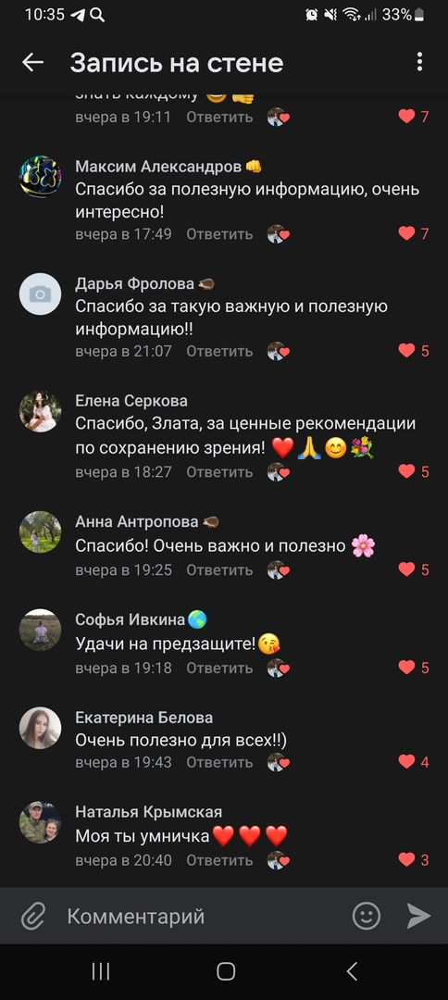 10:35 33%
Запись на стене
знать каждому
вчера в 19:11 Ответить 7
Максим Александров
Спасибо за полезную информацию, очень
интересно!
вчера в 17:49 Ответить 7
Дарья Фролова
Спасибо за такую важную и полезную
информацию!!
вчера в 21:07 Ответить 5
Елена Серкова
Спасибо, Злата, за ценные рекомендации
по сохранению зрения! ❤️🙏😊💐
вчера в 18:27 Ответить 5
Анна Антропова
Спасибо! Очень важно и полезно 🌸
вчера в 19:25 Ответить 5
Софья Ивкина🌎
Удачи на предзащите!😘
вчера в 19:18 Ответить 5
Екатерина Белова
Очень полезно для всех!!)
вчера в 19:43 Ответить 4
Наталья Крымская
Моя ты умничка❤️❤️❤️
вчера в 20:40 Ответить 3
Комментарий